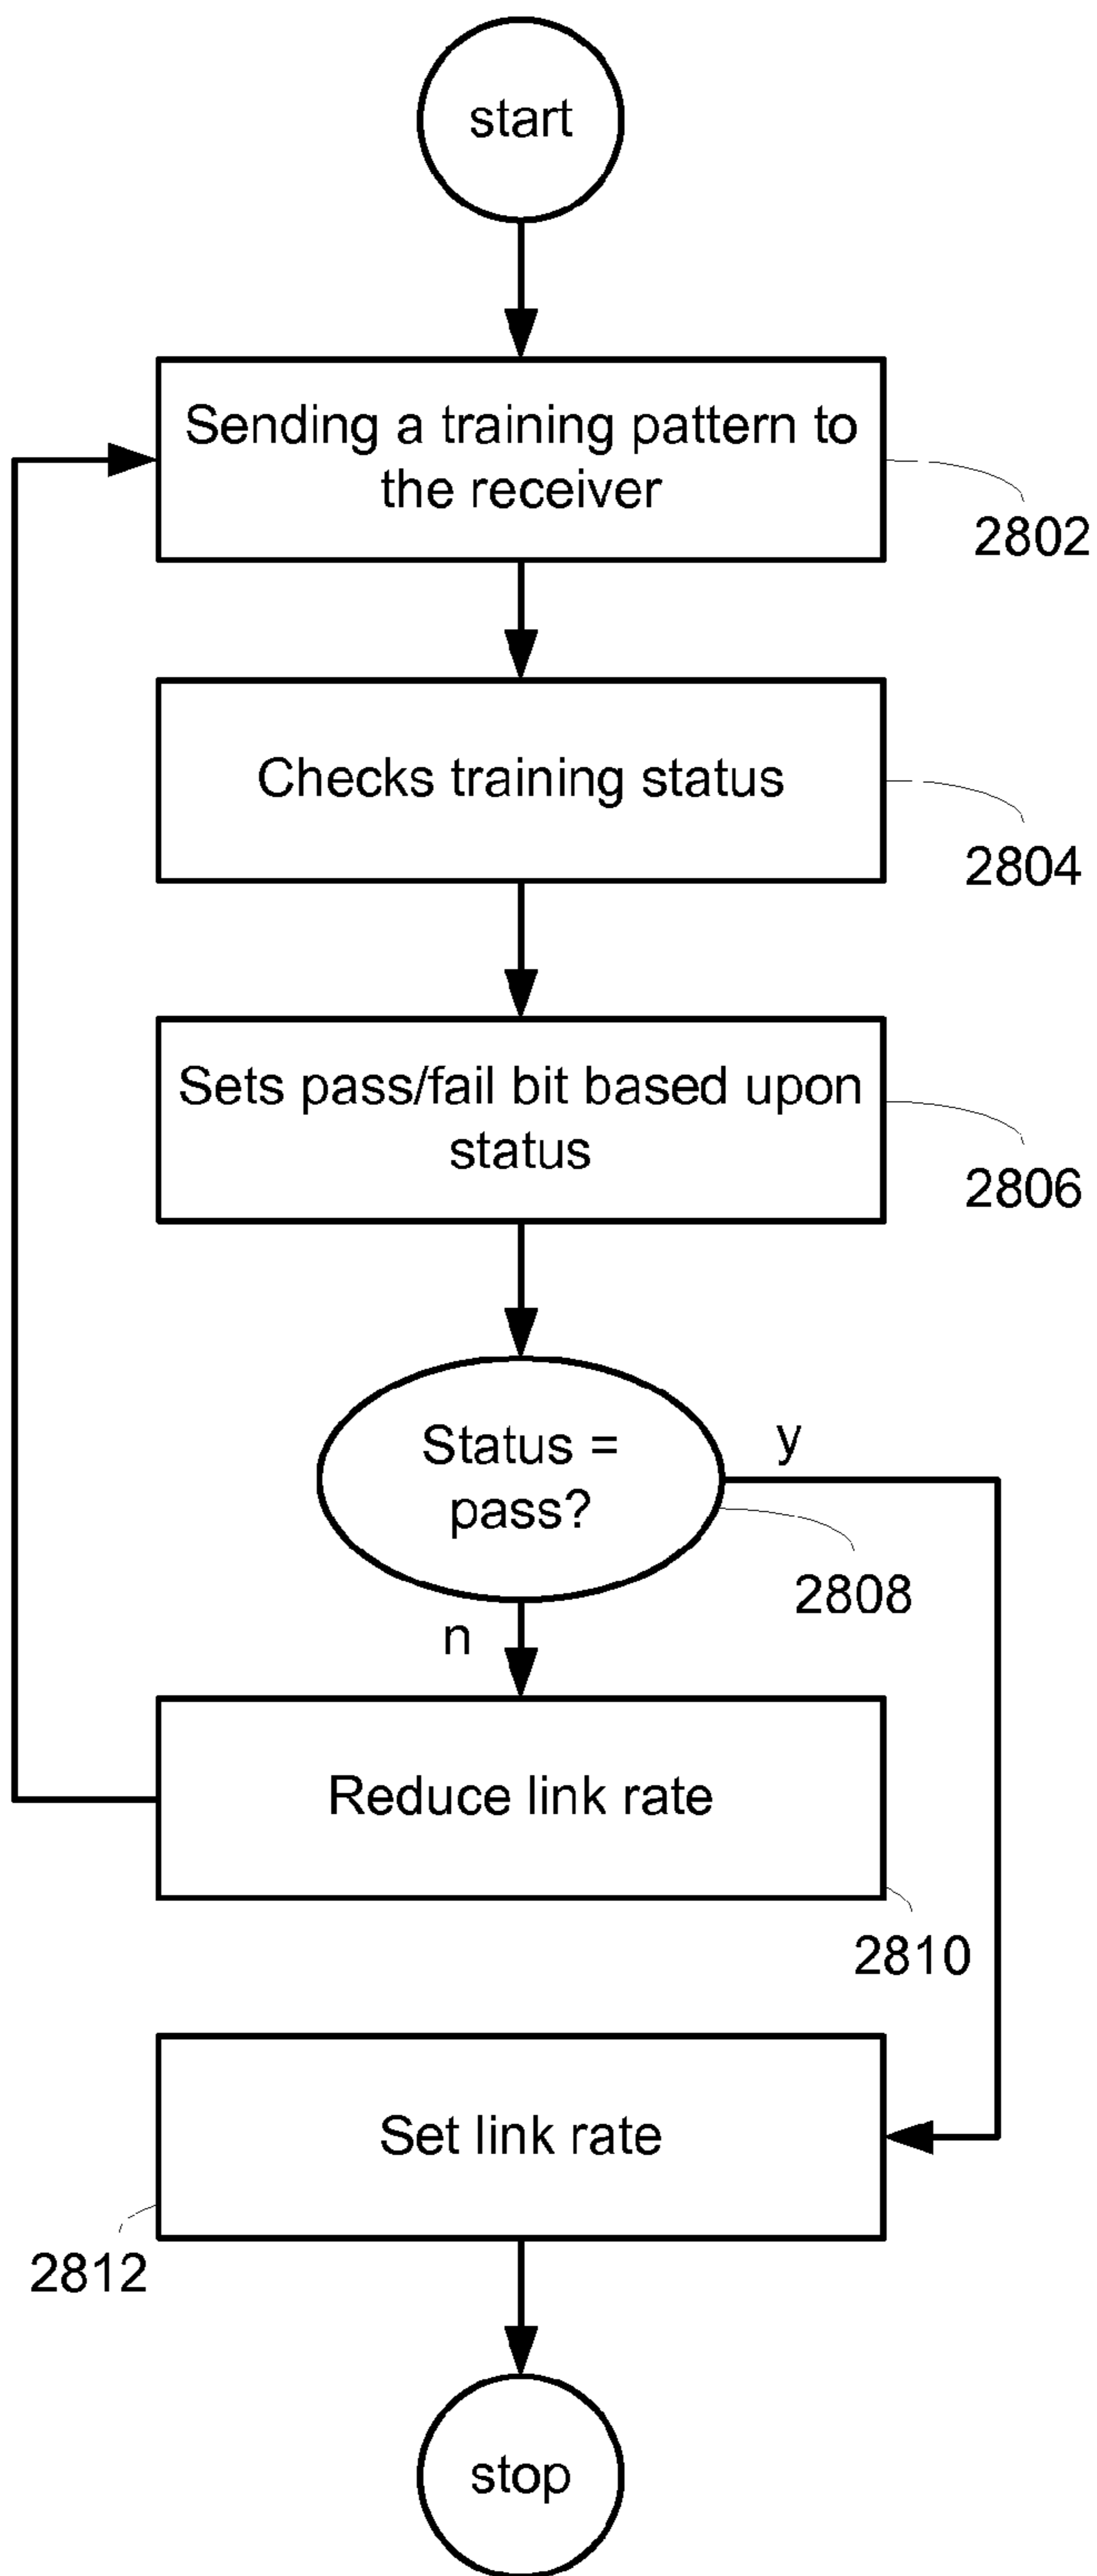 start
Sending a training pattern to
the receiver
2802
Checks training status
2804
Sets pass/fail bit based upon
status
2806
Status =
pass?
y
2808
n
Reduce link rate
2810
Set link rate
2812
stop